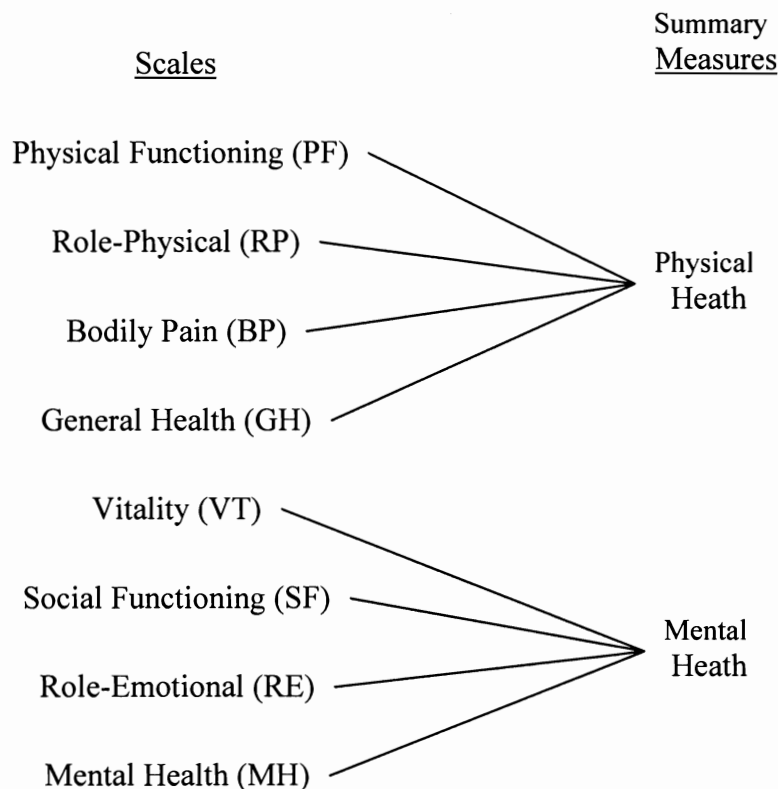 Summary
Scales
Measures
Physical Functioning (PF)
Role-Physical (RP)
Physical
Heath
Bodily Pain (BP)
General Health (GH)
Vitality (VT)
Social Functioning (SF)
Mental
Heath
Role-Emotional (RE)
Mental Health (MH)